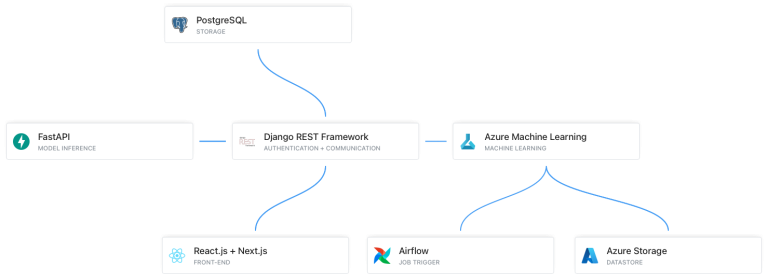 PostgreSQL
STORAGE
FastAPI
MODEL INFERENCE
Django REST Framework
AUTHENTICATION + COMMUNICATION
Azure Machine Learning
MACHINE LEARNING
React.js + Next.js
FRONT-END
Airflow
JOB TRIGGER
Azure Storage
DATASTORE